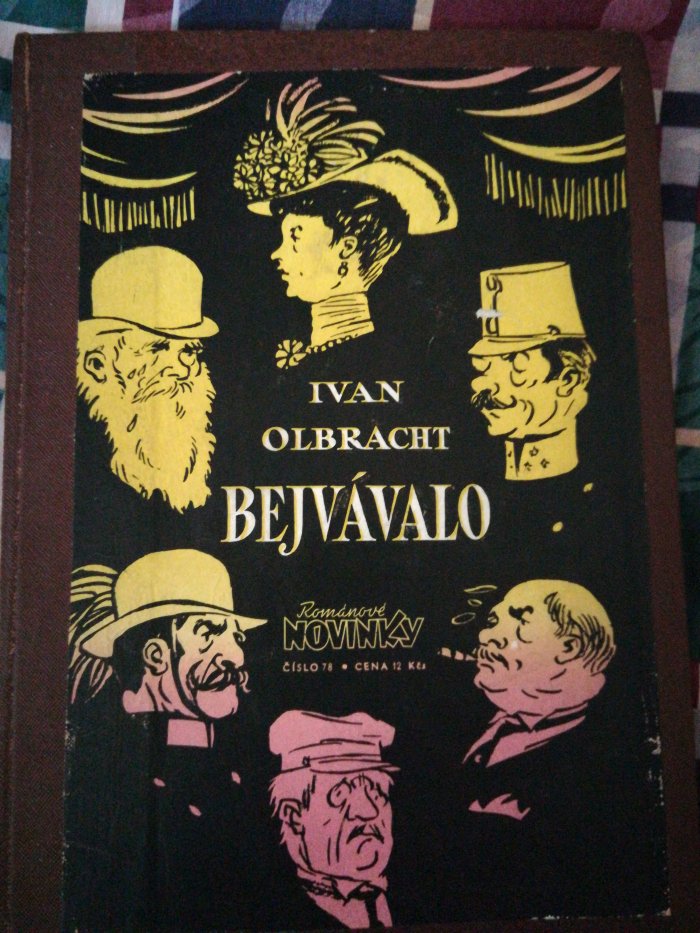 IVAN
OLBRACHT
BEJVÁVALO
Románové
NOVINKY
ČÍSLO 78 • CENA 12 Kčs